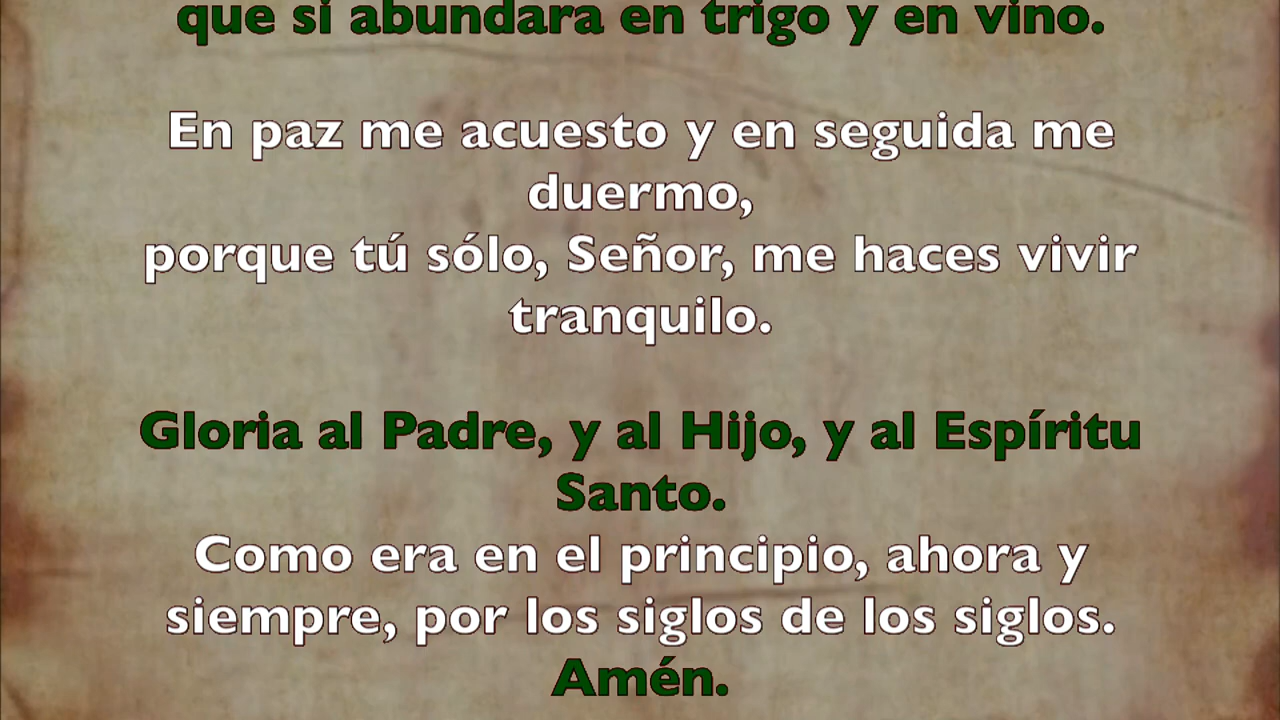 que si abundara en trigo y en vino.
En paz me acuesto y en seguida me
duermo,
porque tú sólo, Señor, me haces vivir
tranquilo.
Gloria al Padre, y al Hijo, y al Espíritu
Santo.
Como era en el principio, ahora y
siempre, por los siglos de los siglos.
Amén.